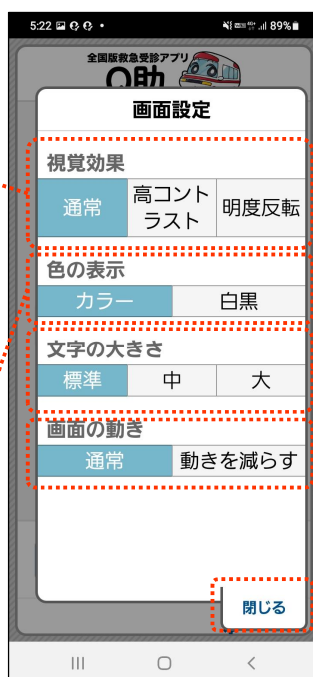 5:22
89%
全国版救急受診アプリ
Q助
画面設定
視覚効果
通常
高コント
ラスト
明度反転
色の表示
カラー
白黒
文字の大きさ
標準
中
大
画面の動き
通常
動きを減らす
閉じる